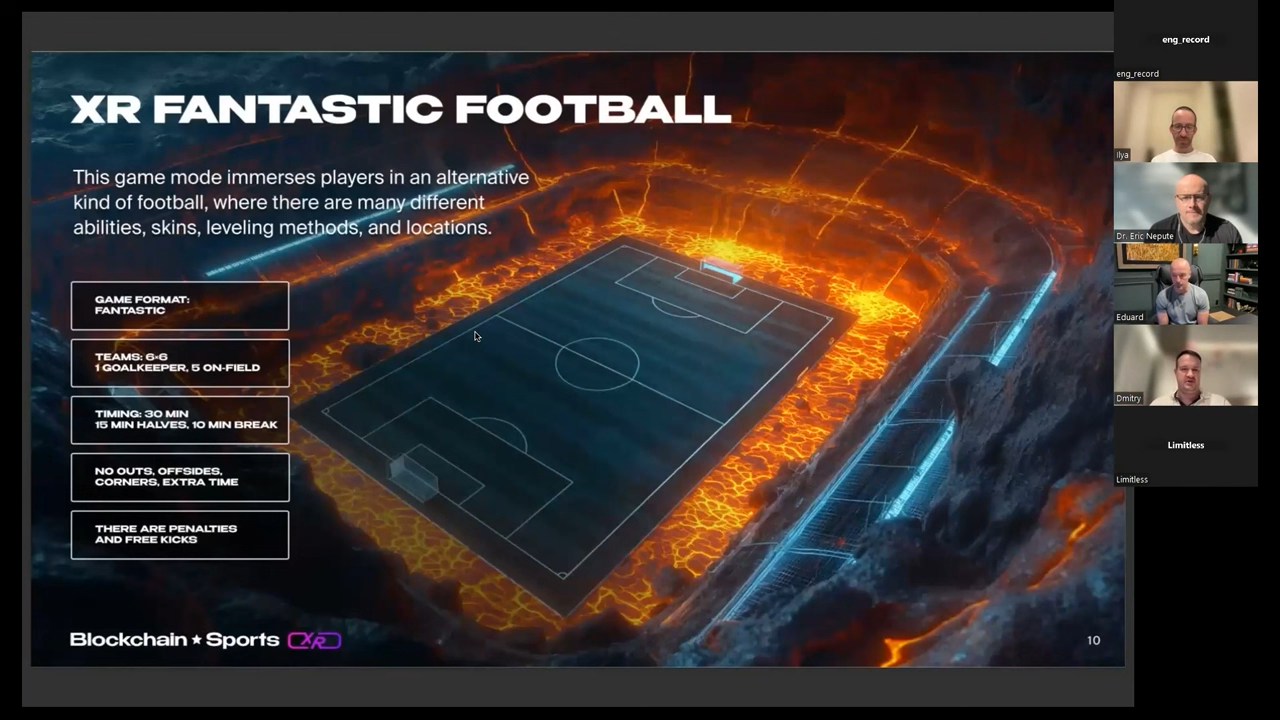 XR FANTASTIC FOOTBALL
This game mode immerses players in an alternative
kind of football, where there are many different
abilities, skins, leveling methods, and locations.
GAME FORMAT:
FANTASTIC
TEAMS: 6×6
1 GOALKEEPER, 5 ON-FIELD
TIMING: 30 MIN
15 MIN HALVES, 10 MIN BREAK
NO OUTS, OFFSIDES,
CORNERS, EXTRA TIME
THERE ARE PENALTIES
AND FREE KICKS
Blockchain ★ Sports XR
10
eng_record
eng_record
Ilya
Dr. Eric Nepute
Eduard
Dmitry
Limitless
Limitless